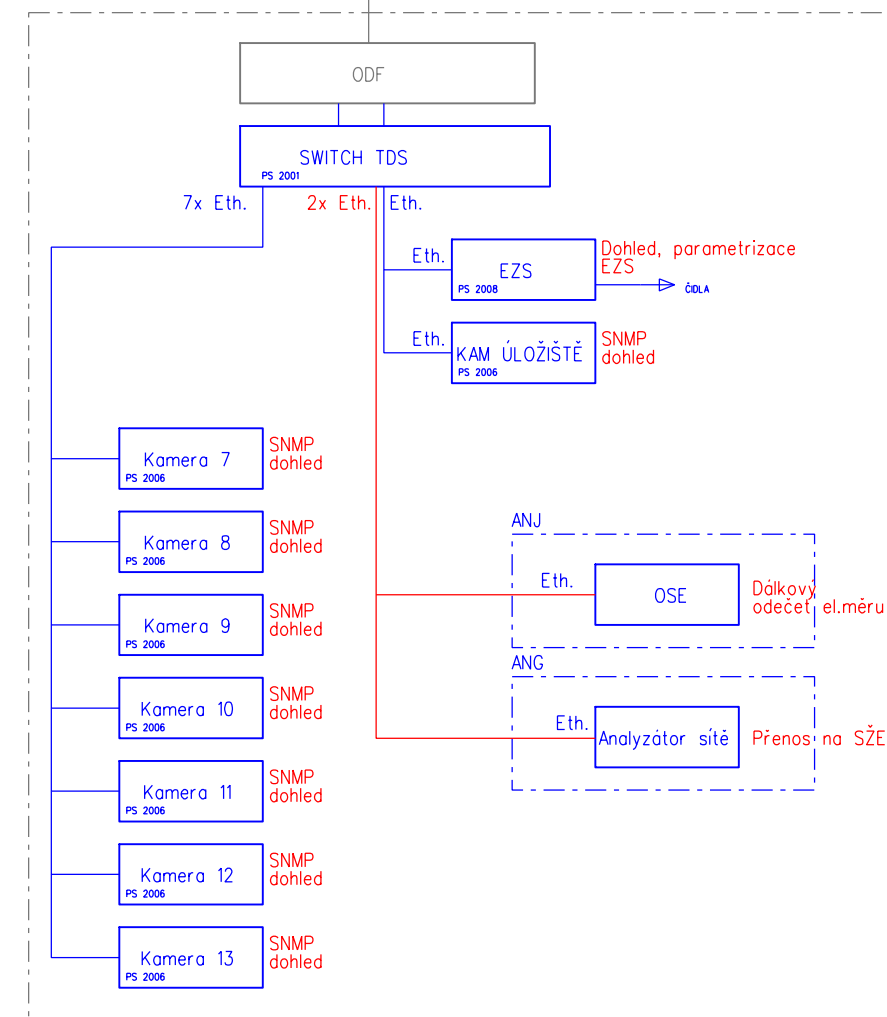 ODF
SWITCH TDS
PS 2001
7x Eth.
2x Eth.
Eth.
Eth.
EZS
PS 2008
Dohled, parametrizace
EZS
ČIDLA
Eth.
KAM ÚLOŽIŠTĚ
PS 2006
SNMP
dohled
Kamera 7
PS 2006
SNMP
dohled
Kamera 8
PS 2006
SNMP
dohled
Kamera 9
PS 2006
SNMP
dohled
Kamera 10
PS 2006
SNMP
dohled
Kamera 11
PS 2006
SNMP
dohled
Kamera 12
PS 2006
SNMP
dohled
Kamera 13
PS 2006
SNMP
dohled
ANJ
Eth.
OSE
Dálkový
odečet el.měru
ANG
Eth.
Analyzátor sítě
Přenos na SŽE